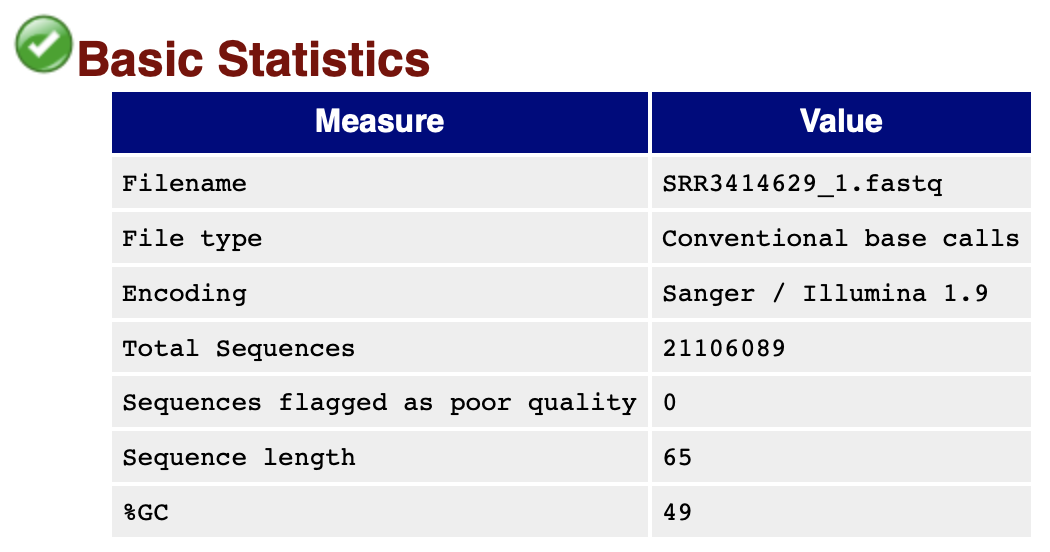 Basic Statistics
Measure Value
Filename SRR3414629_1.fastq
File type Conventional base calls
Encoding Sanger / Illumina 1.9
Total Sequences 21106089
Sequences flagged as poor quality 0
Sequence length 65
%GC 49